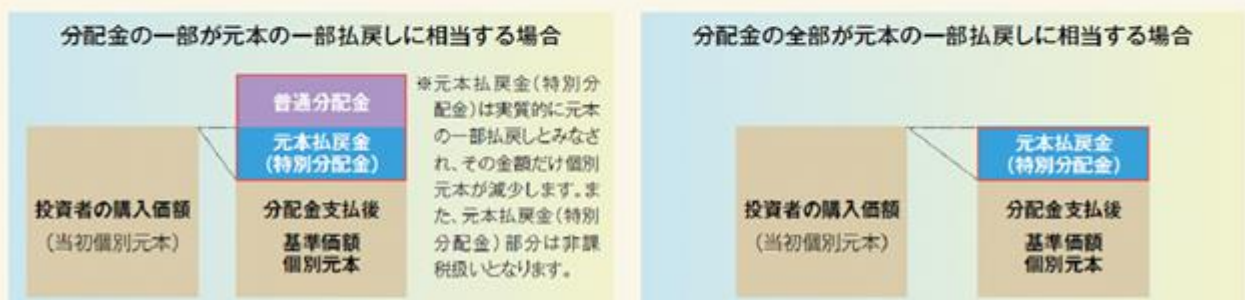 分配金の一部が元本の一部払戻しに相当する場合
普通分配金
元本払戻金
(特別分配金)
投資者の購入価額
(当初個別元本)
分配金支払後
基準価額
個別元本
※元本払戻金(特別分
配金)は実質的に元本
の一部払戻しとみなさ
れ、その金額だけ個別
元本が減少します。ま
た、元本払戻金(特別
分配金)部分は非課
税扱いとなります。
分配金の全部が元本の一部払戻しに相当する場合
元本払戻金
(特別分配金)
投資者の購入価額
(当初個別元本)
分配金支払後
基準価額
個別元本